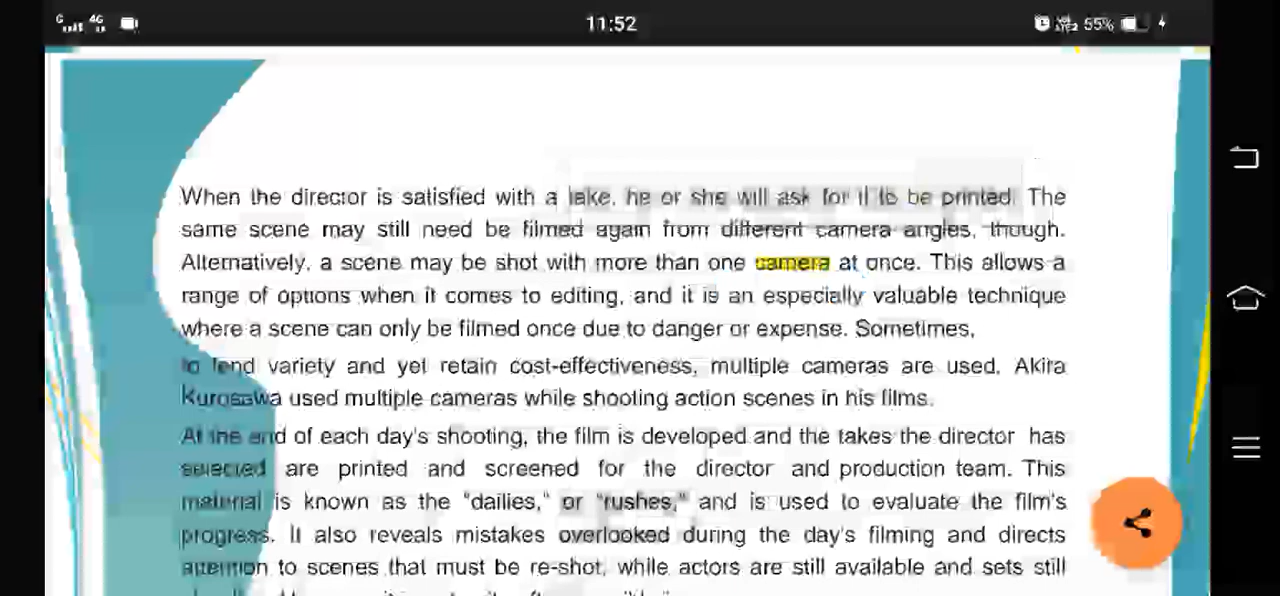 G 4G 11:52 55%
When the director is satisfied with a take, he or she will ask for it to be printed. The
same scene may still need be filmed again from different camera angles, though.
Alternatively, a scene may be shot with more than one camera at once. This allows a
range of options when it comes to editing, and it is an especially valuable technique
where a scene can only be filmed once due to danger or expense. Sometimes,
to lend variety and yet retain cost-effectiveness, multiple cameras are used. Akira
Kurosawa used multiple cameras while shooting action scenes in his films.
At the end of each day's shooting, the film is developed and the takes the director has
selected are printed and screened for the director and production team. This
material is known as the "dailies," or "rushes," and is used to evaluate the film's
progress. It also reveals mistakes overlooked during the day's filming and directs
attention to scenes that must be re-shot, while actors are still available and sets still